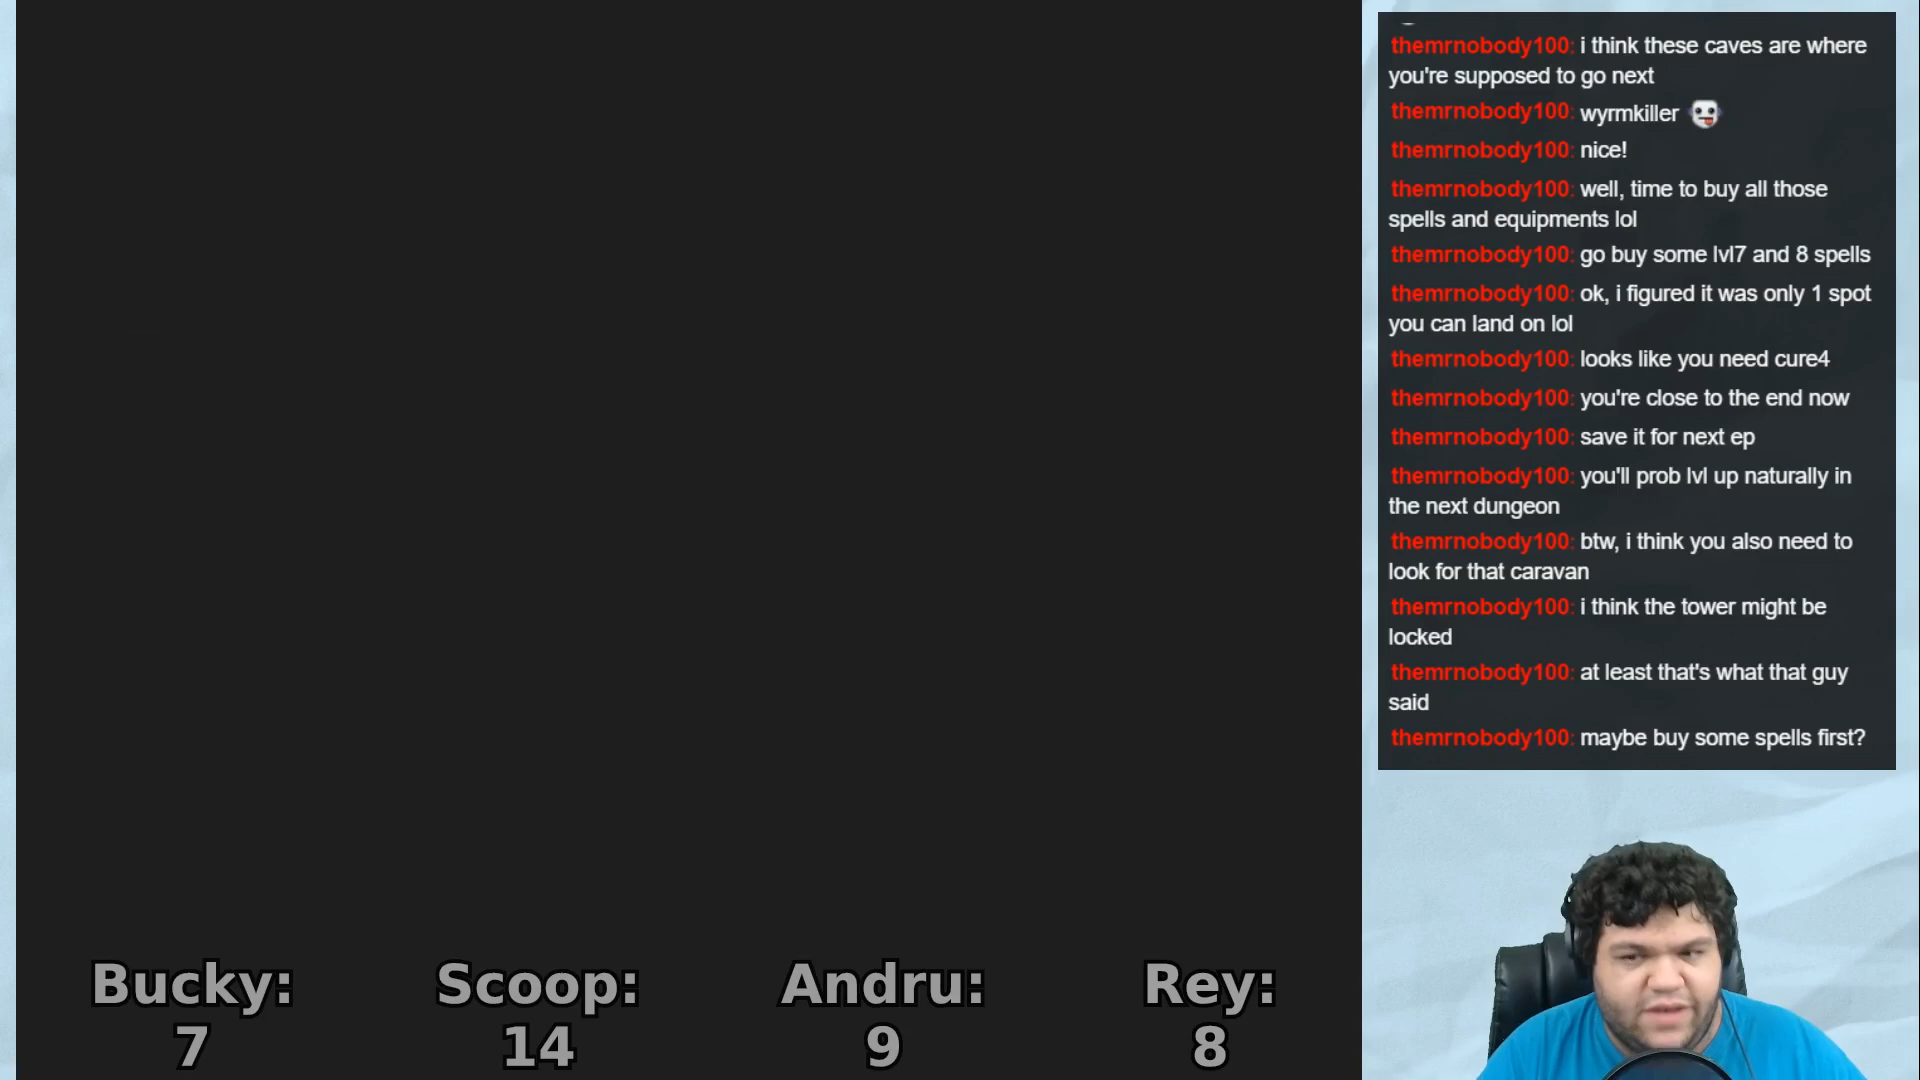 themrnobody100: i think these caves are where
you're supposed to go next
themrnobody100: wyrmkiller
themrnobody100: nice!
themrnobody100: well, time to buy all those
spells and equipments lol
themrnobody100: go buy some lvl7 and 8 spells
themrnobody100: ok, i figured it was only 1 spot
you can land on lol
themrnobody100: looks like you need cure4
themrnobody100: you're close to the end now
themrnobody100: save it for next ep
themrnobody100: you'll prob lvl up naturally in
the next dungeon
themrnobody100: btw, i think you also need to
look for that caravan
themrnobody100: i think the tower might be
locked
themrnobody100: at least that's what that guy
said
themrnobody100: maybe buy some spells first?
Bucky: Scoop: Andru: Rey:
7 14 9 8